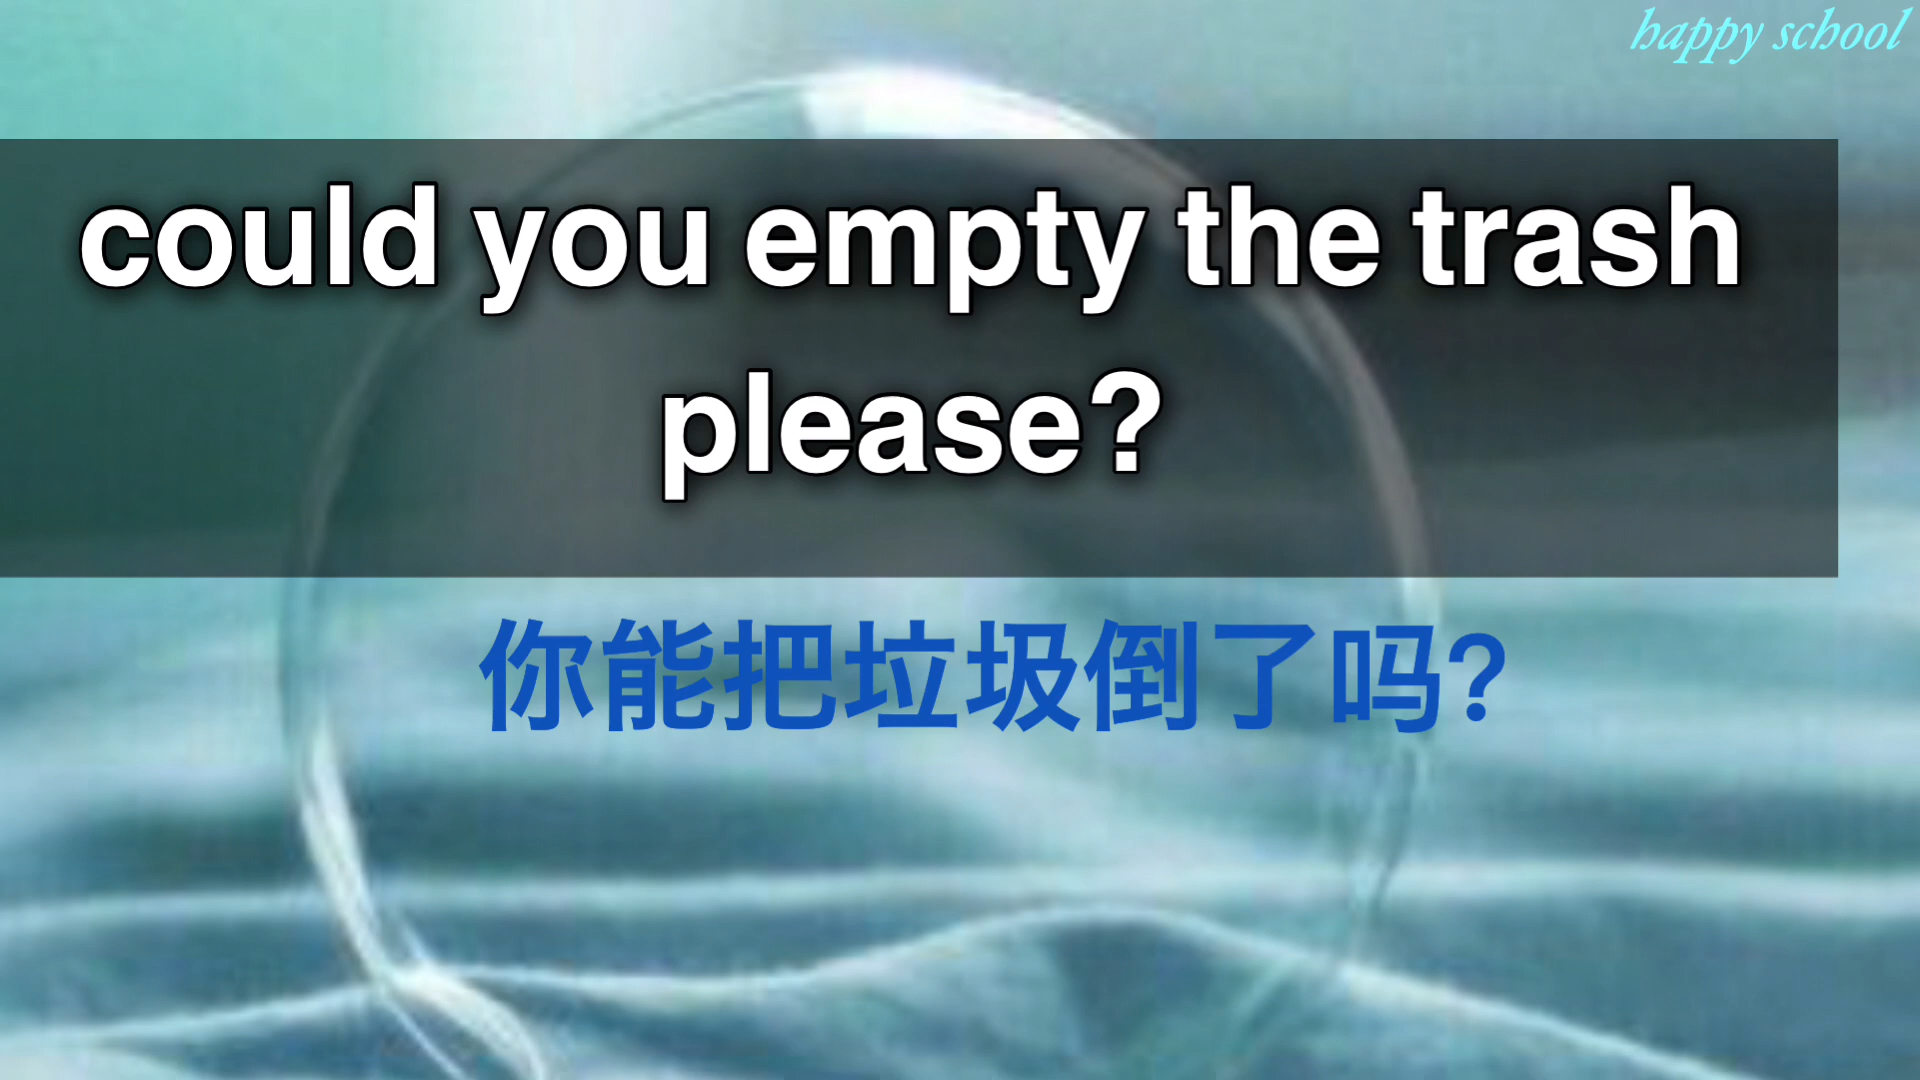 happy school
could you empty the trash
please?
你能把垃圾倒了吗?